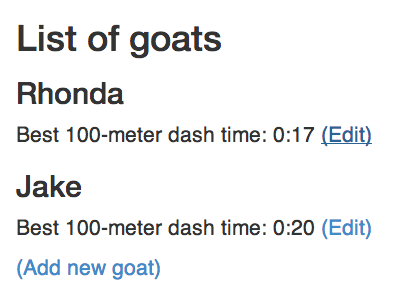 List of goats
Rhonda
Best 100-meter dash time: 0:17 (Edit)
Jake
Best 100-meter dash time: 0:20 (Edit)
(Add new goat)